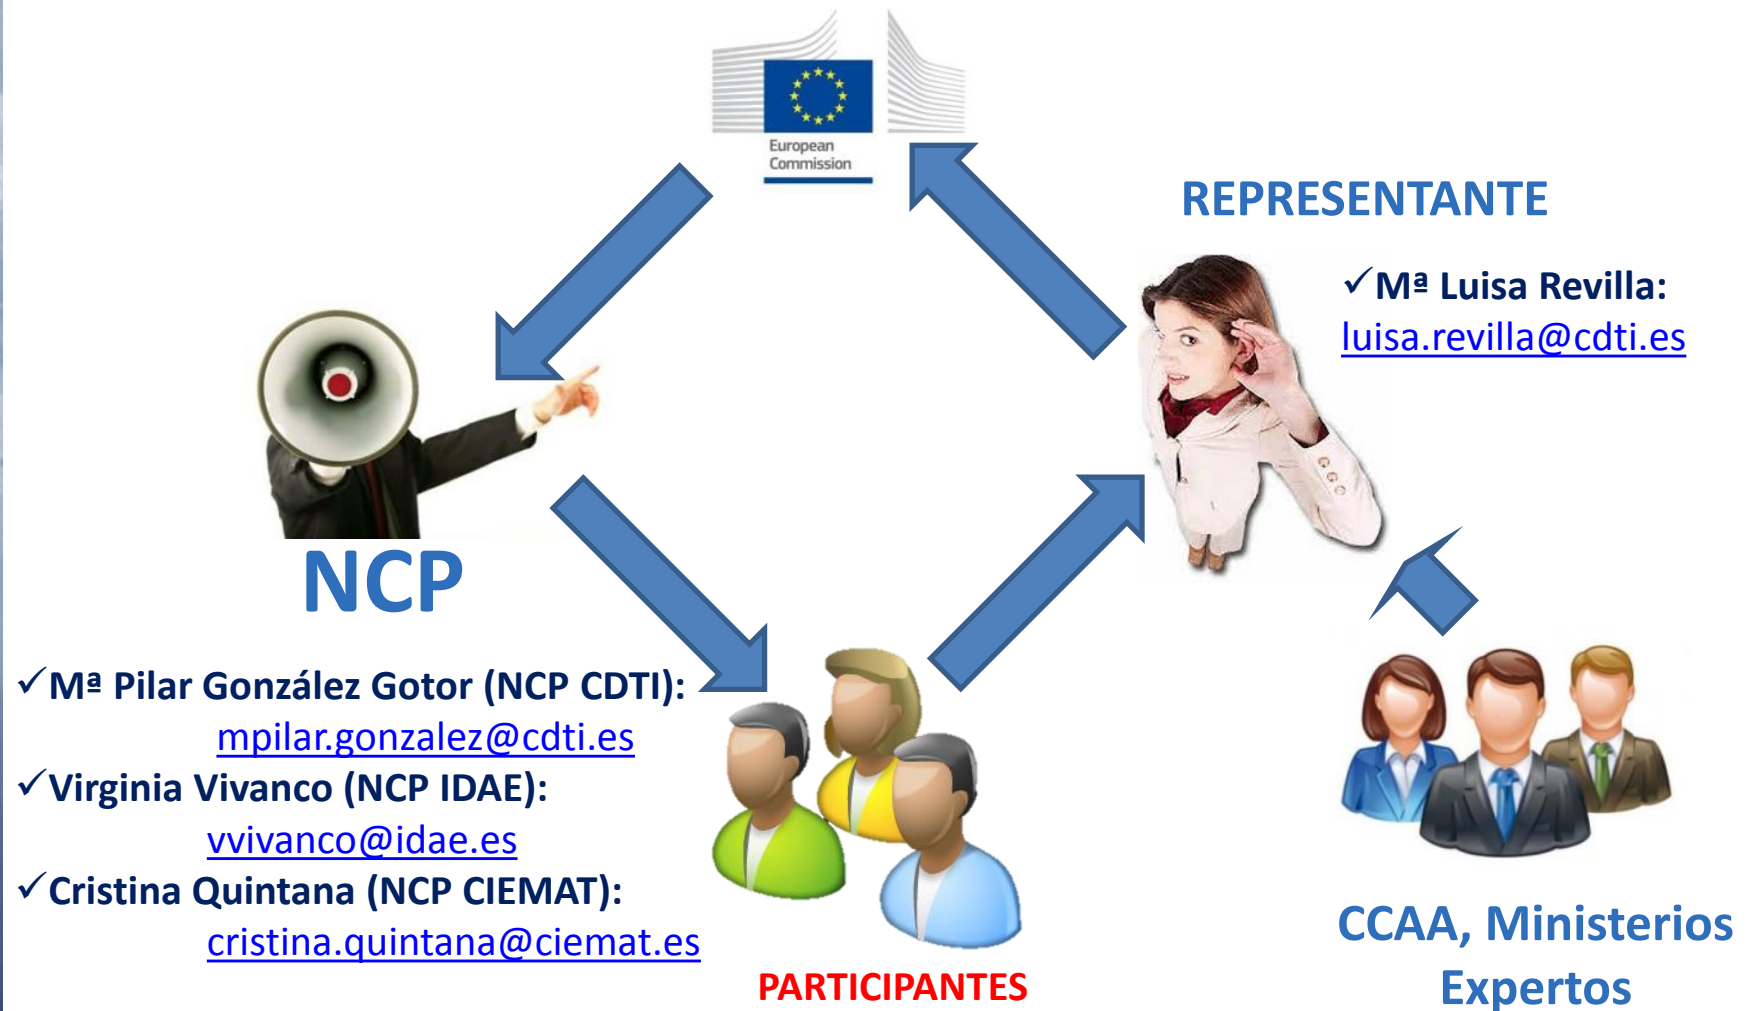 European
Commission
REPRESENTANTE
✓Mª Luisa Revilla:
luisa.revilla@cdti.es
NCP
✓Mª Pilar González Gotor (NCP CDTI):
mpilar.gonzalez@cdti.es
✓Virginia Vivanco (NCP IDAE):
vvivanco@idae.es
✓Cristina Quintana (NCP CIEMAT):
cristina.quintana@ciemat.es
PARTICIPANTES
CCAA, Ministerios
Expertos